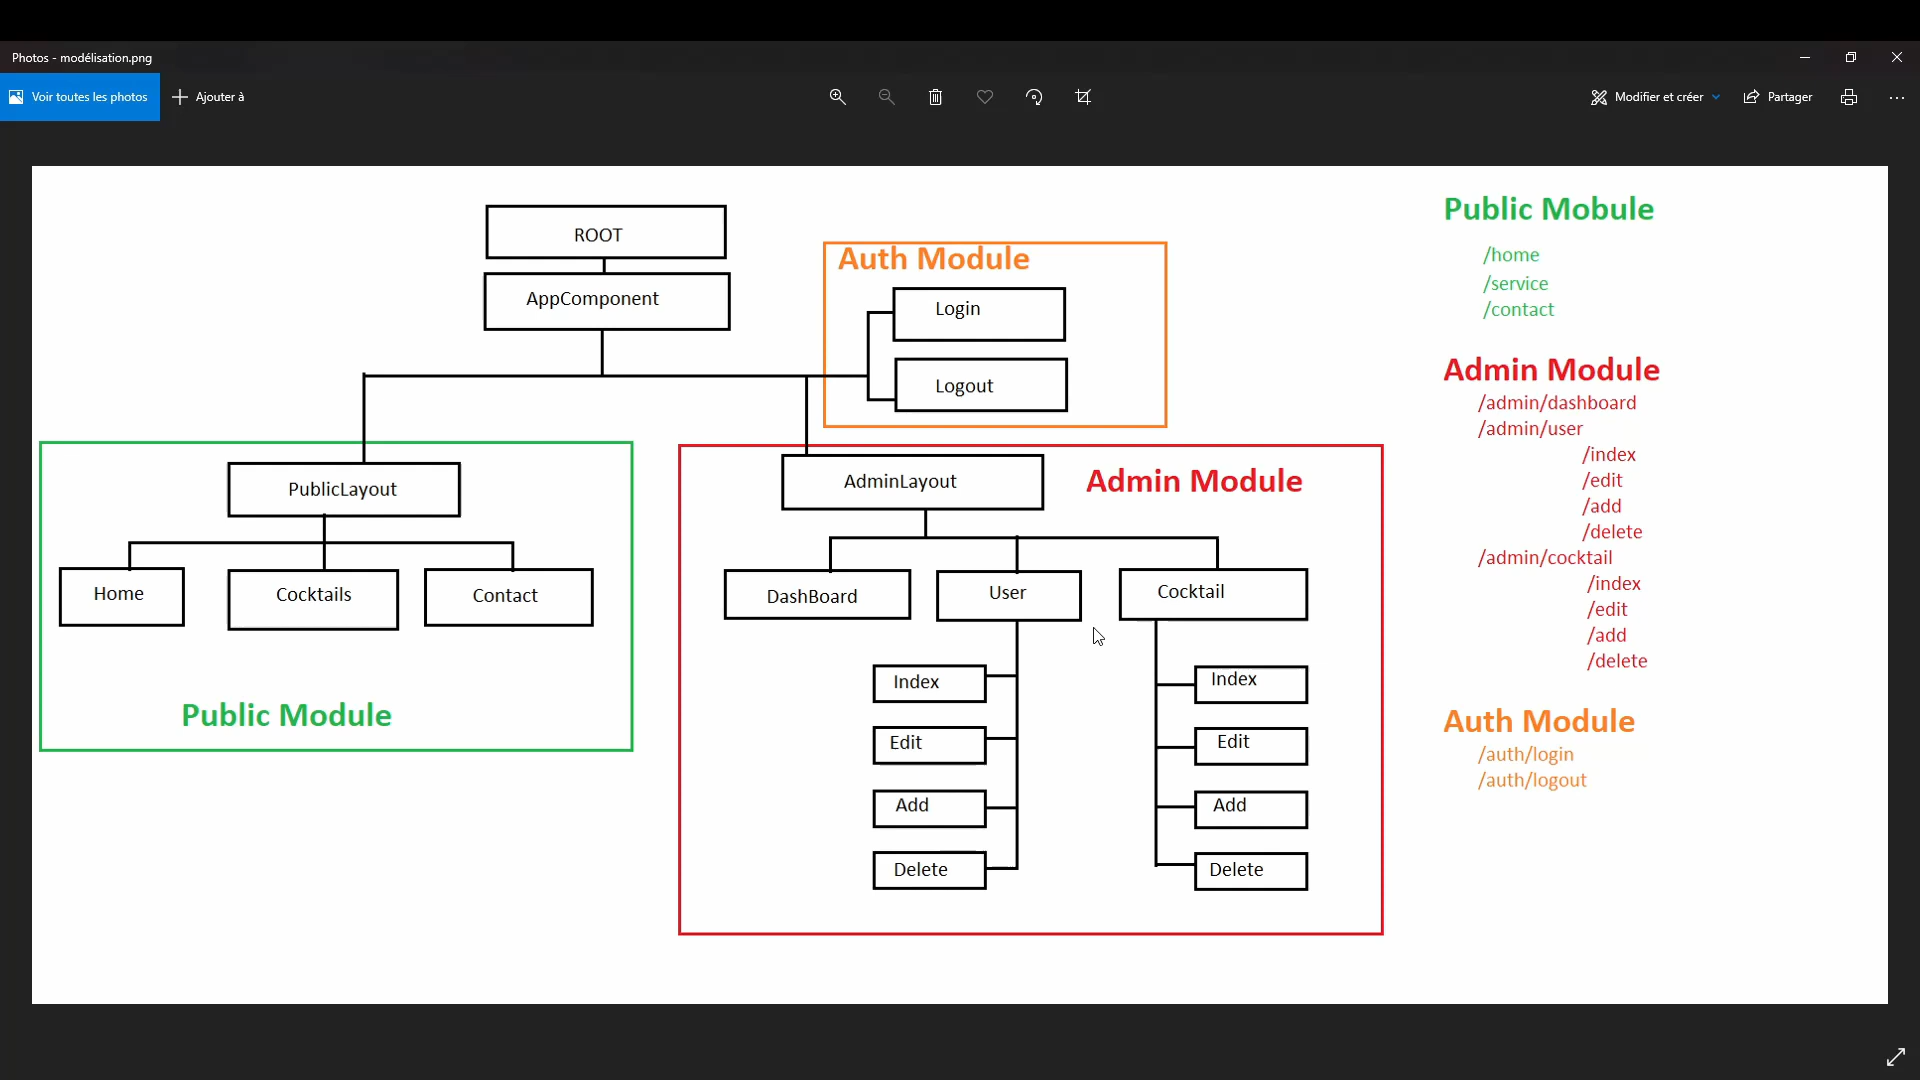 Photos - modélisation.png
Voir toutes les photos
Ajouter à
Modifier et créer
Partager
ROOT
AppComponent
Auth Module
Login
Logout
PublicLayout
Home
Cocktails
Contact
Public Module
AdminLayout
Admin Module
DashBoard
User
Cocktail
Index
Edit
Add
Delete
Index
Edit
Add
Delete
Public Mobule
/home
/service
/contact
Admin Module
/admin/dashboard
/admin/user
/index
/edit
/add
/delete
/admin/cocktail
/index
/edit
/add
/delete
Auth Module
/auth/login
/auth/logout